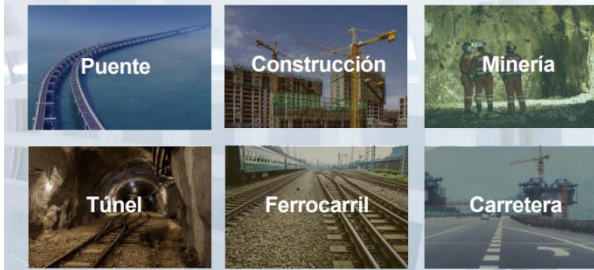 Puente
Construcción
Minería
Túnel
Ferrocarril
Carretera